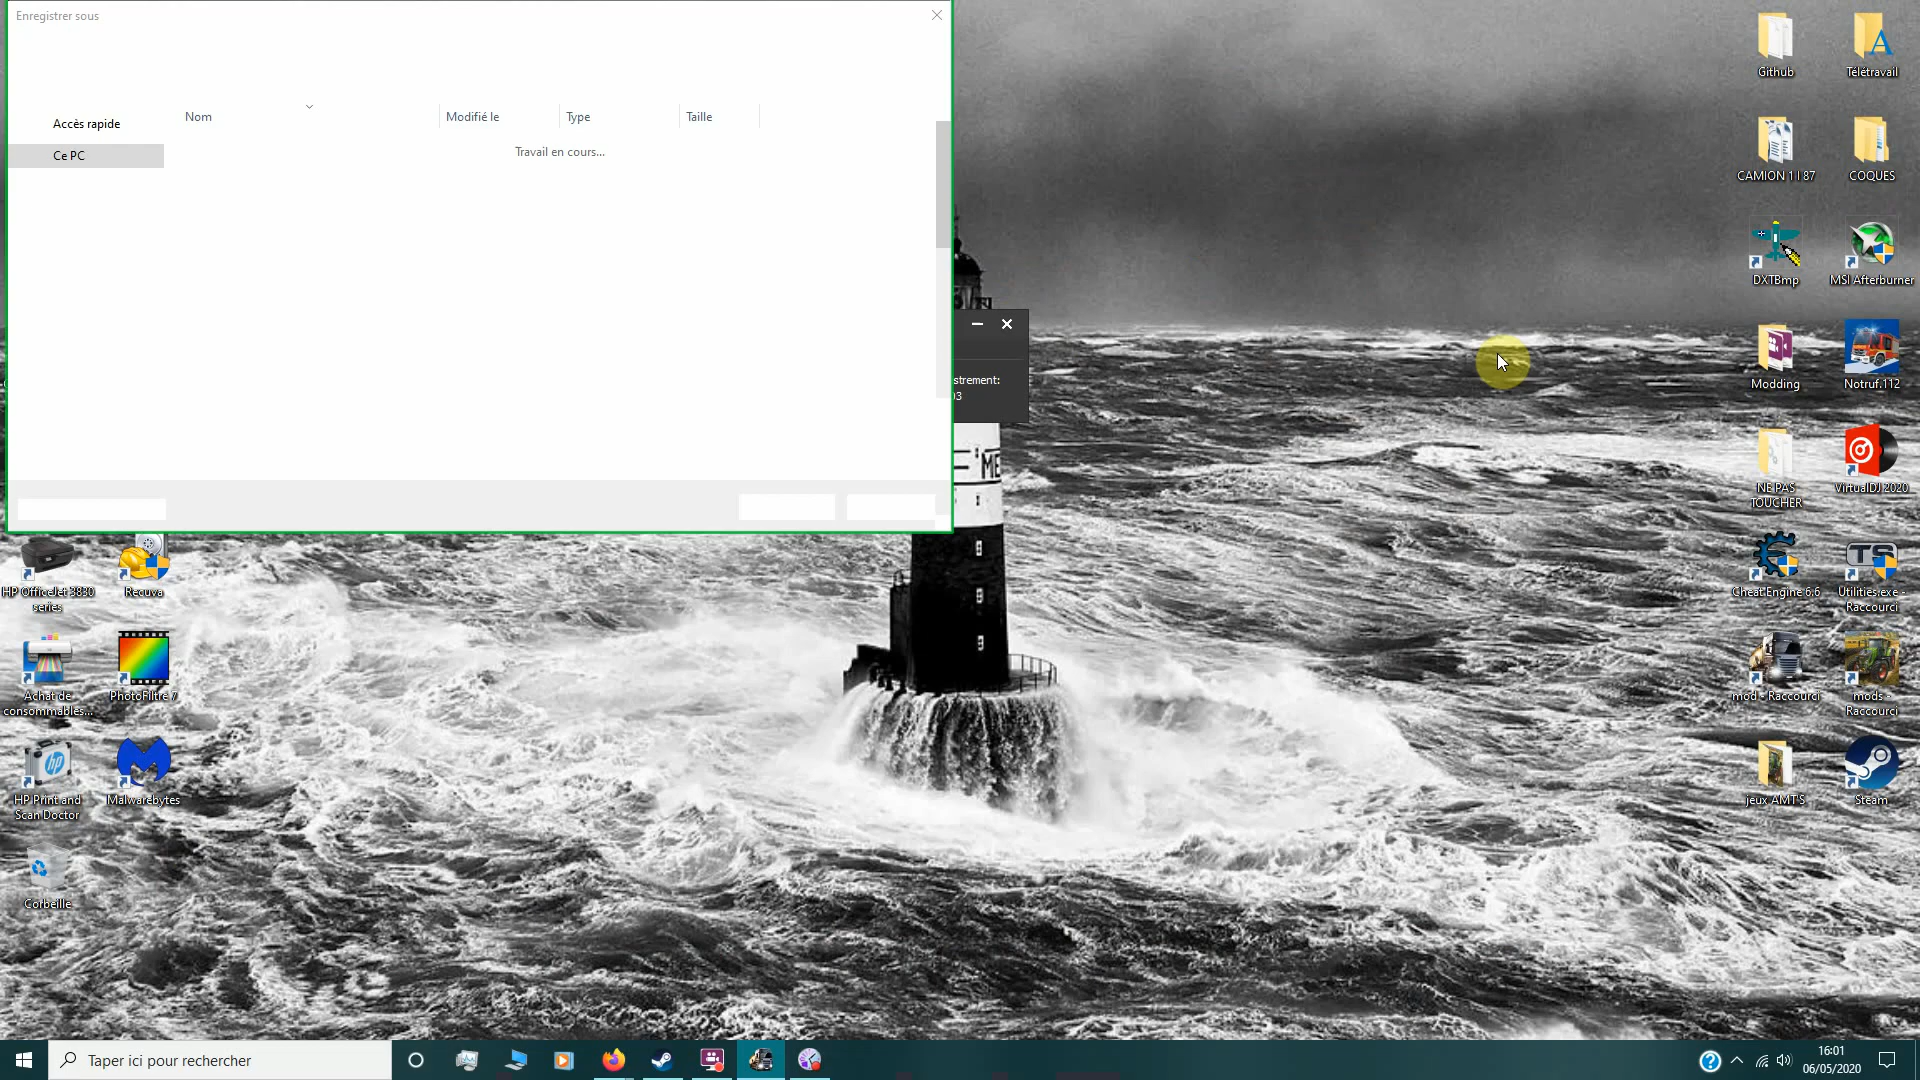 Enregistrer sous
Nom
Modifié le
Type
Taille
Accès rapide
Ce PC
Travail en cours...
strement:
03
ME
Github
Télétravail
CAMION 1 l 87
COQUES
DXTBmp
MSI Afterburner
Modding
Notruf.112
NE PAS
TOUCHER
VirtualDJ 2020
Cheat Engine 6.6
Utilities.exe -
Raccourci
mod - Raccourci
mods -
Raccourci
jeux AMT'S
Steam
HP OfficeJet 3830
series
Recuva
Achat de
consommables...
PhotoFiltre 7
HP Print and
Scan Doctor
Malwarebytes
Corbeille
Taper ici pour rechercher
16:01
06/05/2020